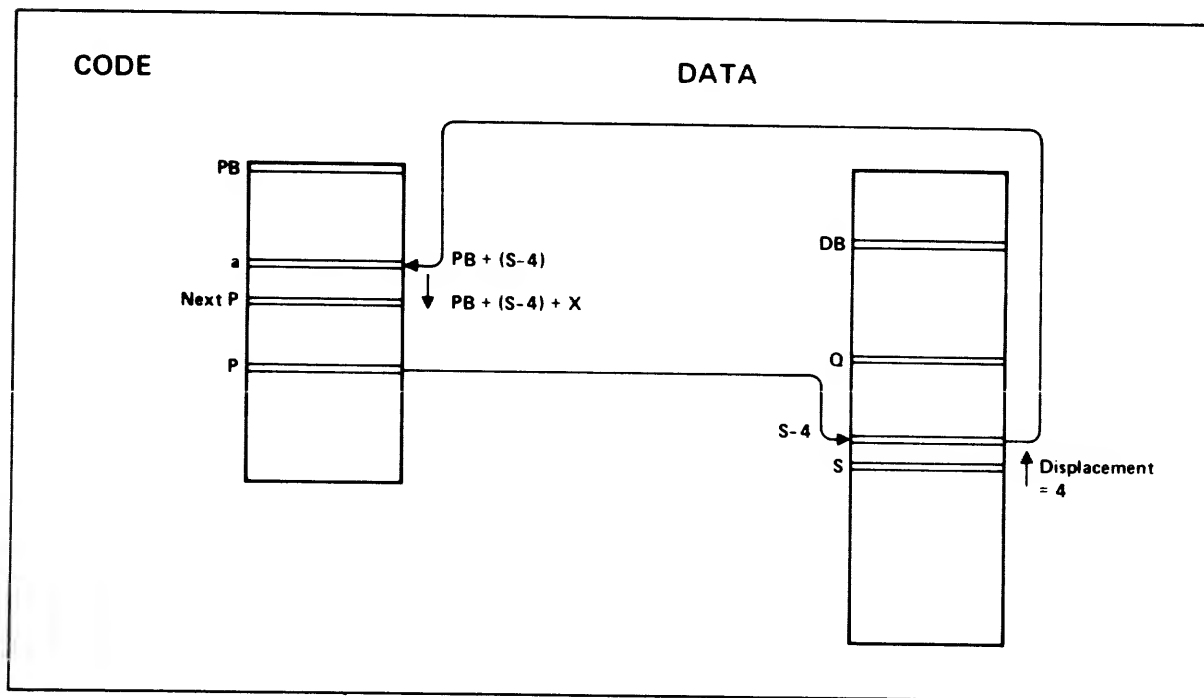 CODE
DATA
PB
DB
a
PB + (S-4)
Next P
PB + (S-4) + X
P
Q
S-4
S
Displacement
= 4